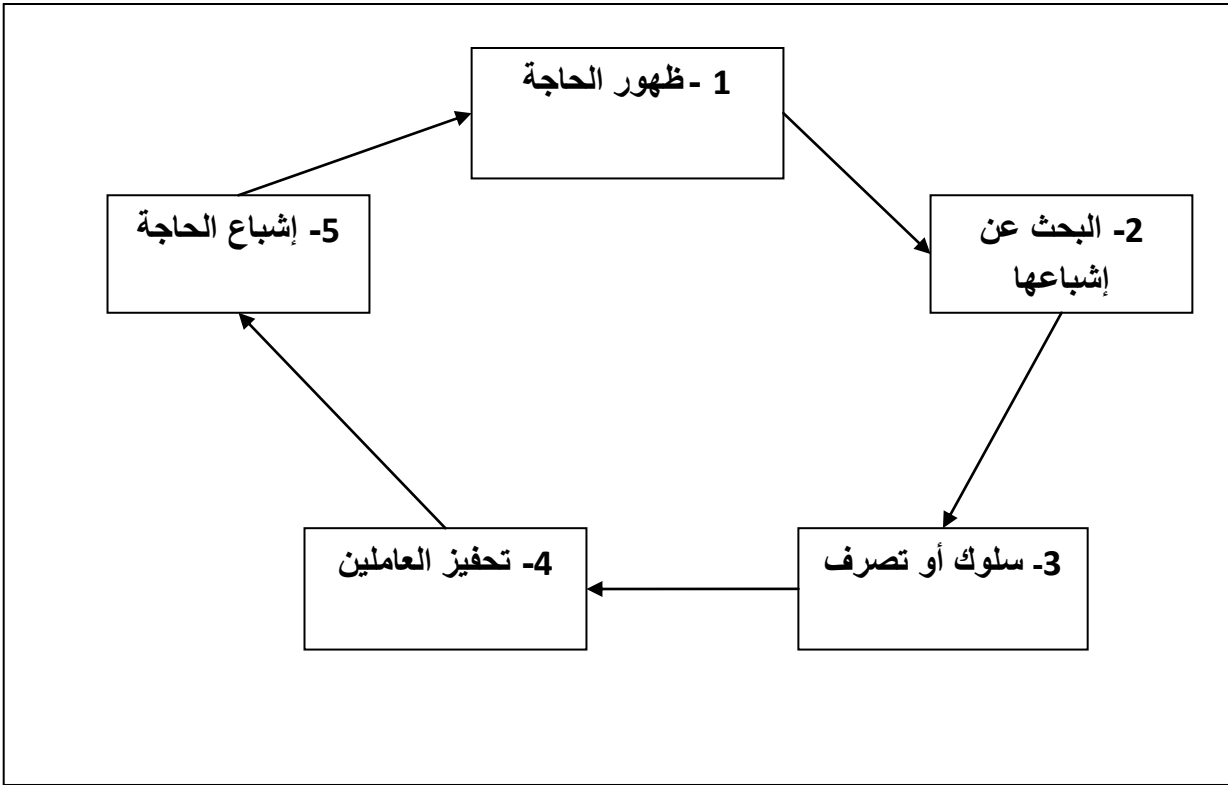 1 - ظهور الحاجة
2- البحث عن
إشباعها
3- سلوك أو تصرف
4- تحفيز العاملين
5- إشباع الحاجة